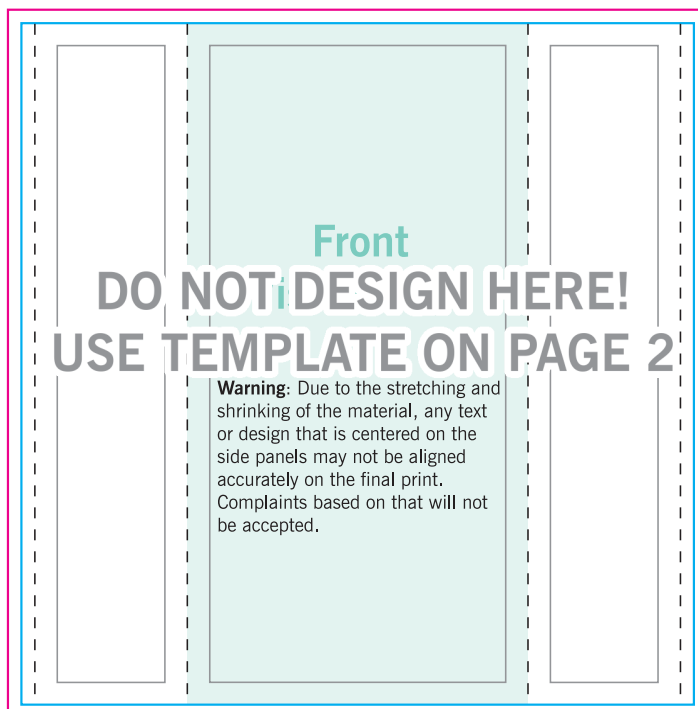 Front
DO NOT DESIGN HERE!
USE TEMPLATE ON PAGE 2
Warning: Due to the stretching and
shrinking of the material, any text
or design that is centered on the
side panels may not be aligned
accurately on the final print.
Complaints based on that will not
be accepted.